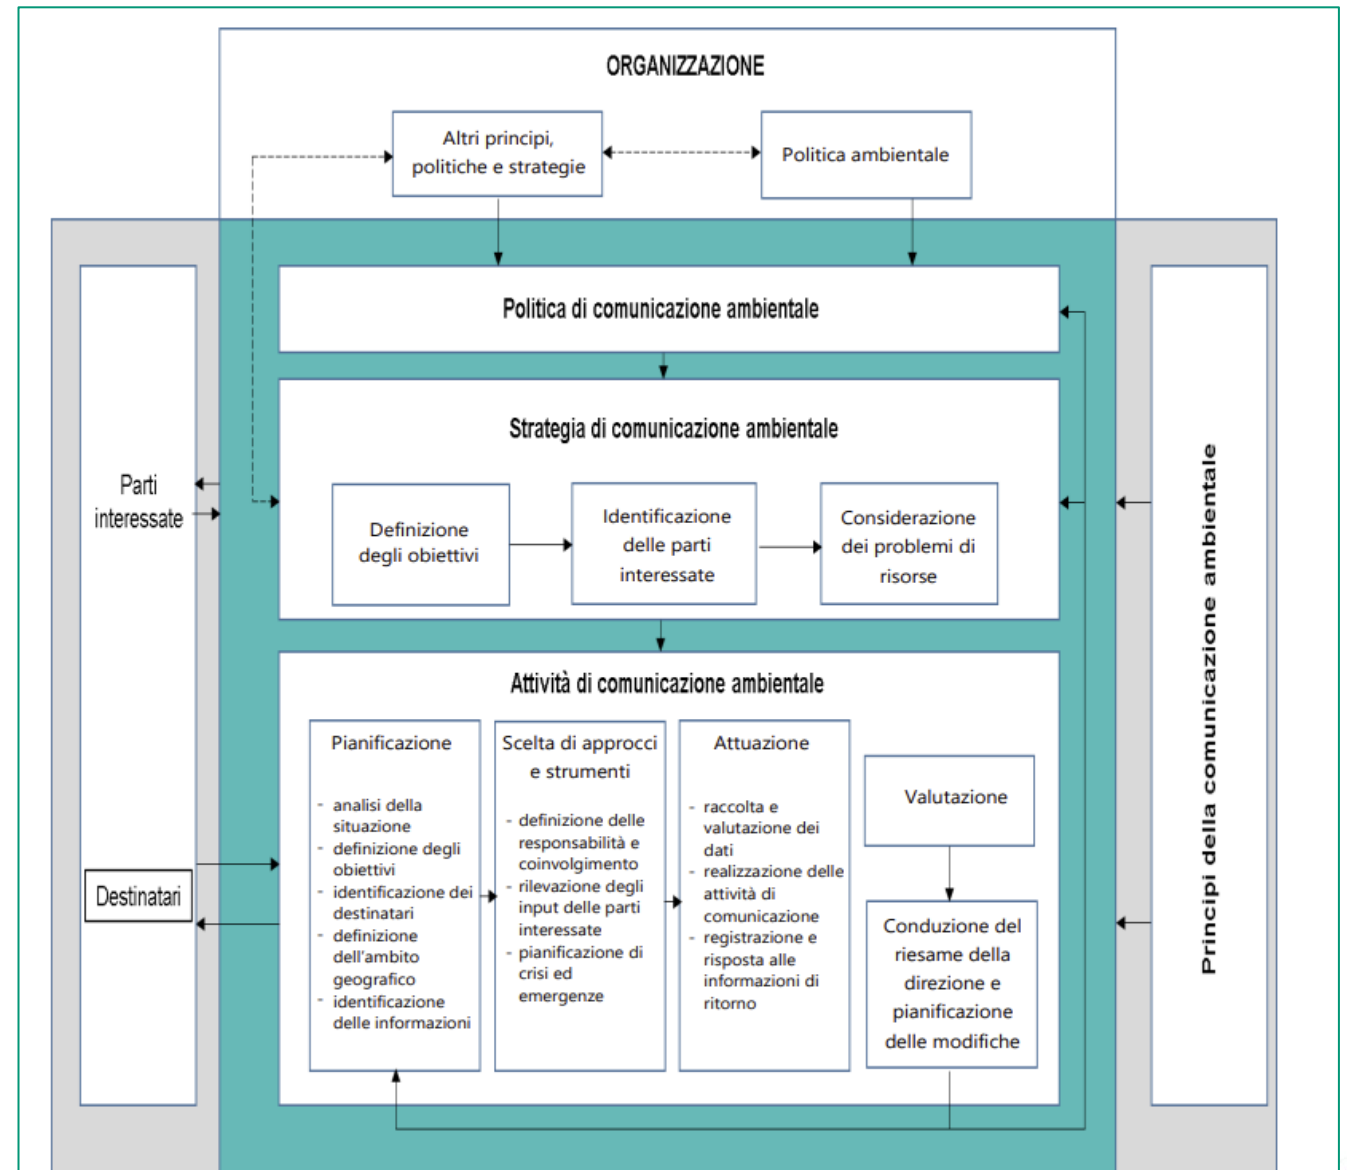 ORGANIZZAZIONE
Altri principi,
politiche e strategie
Politica ambientale
Politica di comunicazione ambientale
Strategia di comunicazione ambientale
Definizione
degli obiettivi
Identificazione
delle parti
interessate
Considerazione
dei problemi di
risorse
Parti
interessate
Destinatari
Attività di comunicazione ambientale
Pianificazione
- analisi della
situazione
- definizione degli
obiettivi
- identificazione dei
destinatari
- definizione
dell'ambito
geografico
- identificazione
delle informazioni
Scelta di approcci
e strumenti
- definizione delle
responsabilità e
coinvolgimento
- rilevazione degli
input delle parti
interessate
- pianificazione di
crisi ed
emergenze
Attuazione
- raccolta e
valutazione dei
dati
- realizzazione delle
attività di
comunicazione
- registrazione e
risposta alle
informazioni di
ritorno
Valutazione
Conduzione del
riesame della
direzione e
pianificazione
delle modifiche
Principi della comunicazione ambientale